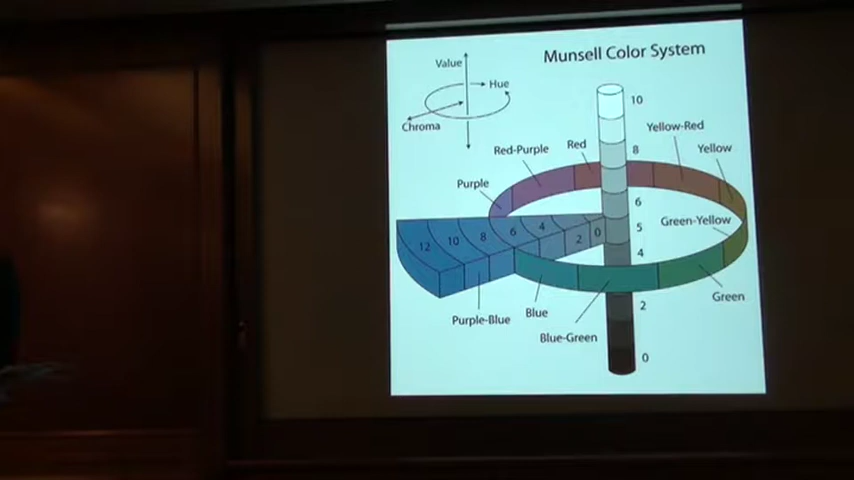 Munsell Color System
Value
Hue
Chroma
10
Yellow-Red
Red-Purple
Red
8
Yellow
Purple
6
Green-Yellow
12
10
8
6
4
2
0
5
4
Green
2
Purple-Blue
Blue
Blue-Green
0